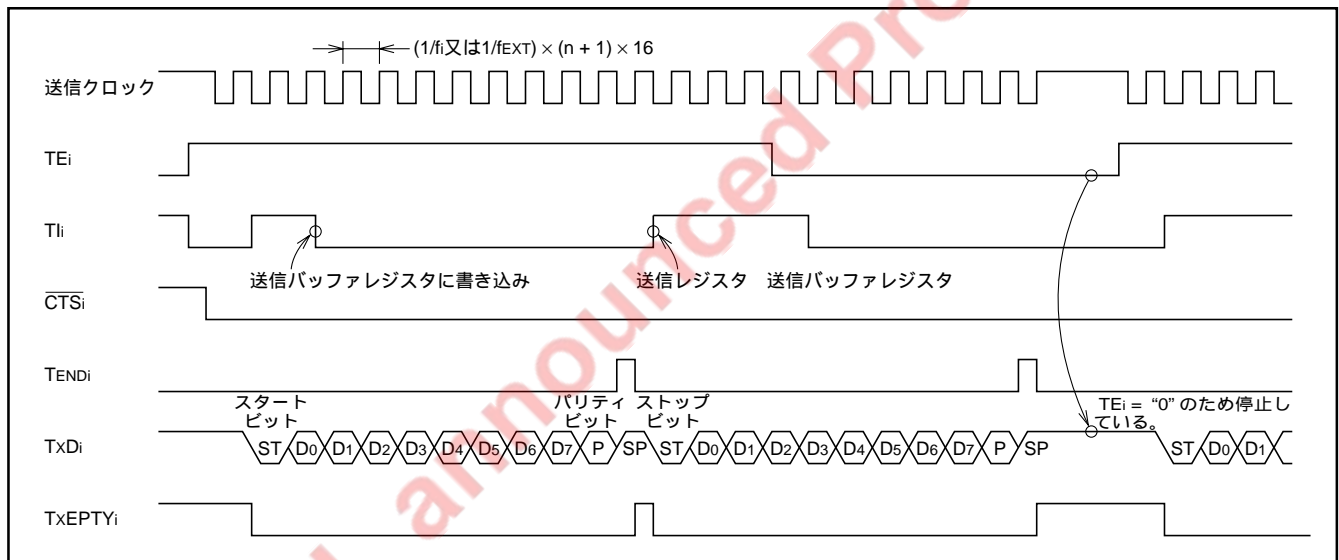 (1/fi又は1/fEXT) × (n + 1) × 16
送信クロック
TEi
TIi
送信バッファレジスタに書き込み
送信レジスタ 送信バッファレジスタ
CTSi
TENDi
スタート
ビット
パリティ
ビット
ストップ
ビット
TEi = “0” のため停止し
ている。
TxDi
ST D0 D1 D2 D3 D4 D5 D6 D7 P SP ST D0 D1 D2 D3 D4 D5 D6 D7 P SP ST D0 D1
TxEPTYi
announced Pro